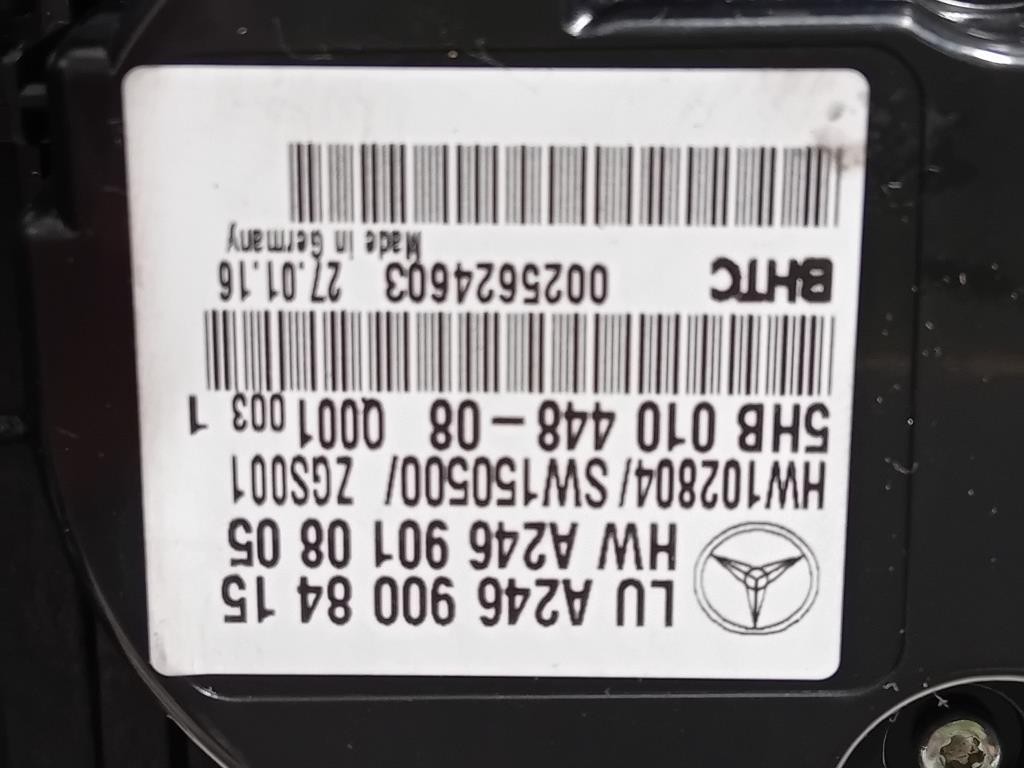 LU A246 900 84 15
HW A246 901 08 05
HW102804/SW150500/ ZGS001
5HB 010 448-08 Q001 003 1
BHTC 0025624603 27.01.16
Made in Germany